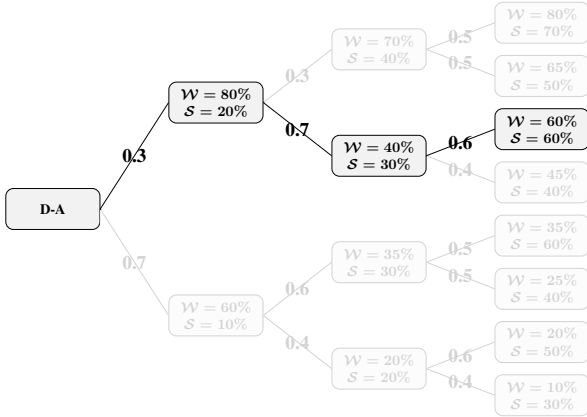 0.5
𝒲 = 80%
𝒮 = 70%
𝒲 = 70%
𝒮 = 40%
0.3
0.5
𝒲 = 65%
𝒮 = 50%
𝒲 = 80%
𝒮 = 20%
0.7
𝒲 = 40%
𝒮 = 30%
0.6
𝒲 = 60%
𝒮 = 60%
0.3
0.4
𝒲 = 45%
𝒮 = 40%
D-A
0.7
𝒲 = 35%
𝒮 = 30%
0.5
𝒲 = 35%
𝒮 = 60%
0.6
0.5
𝒲 = 25%
𝒮 = 40%
𝒲 = 60%
𝒮 = 10%
0.4
𝒲 = 20%
𝒮 = 20%
0.6
𝒲 = 20%
𝒮 = 50%
0.4
𝒲 = 10%
𝒮 = 30%